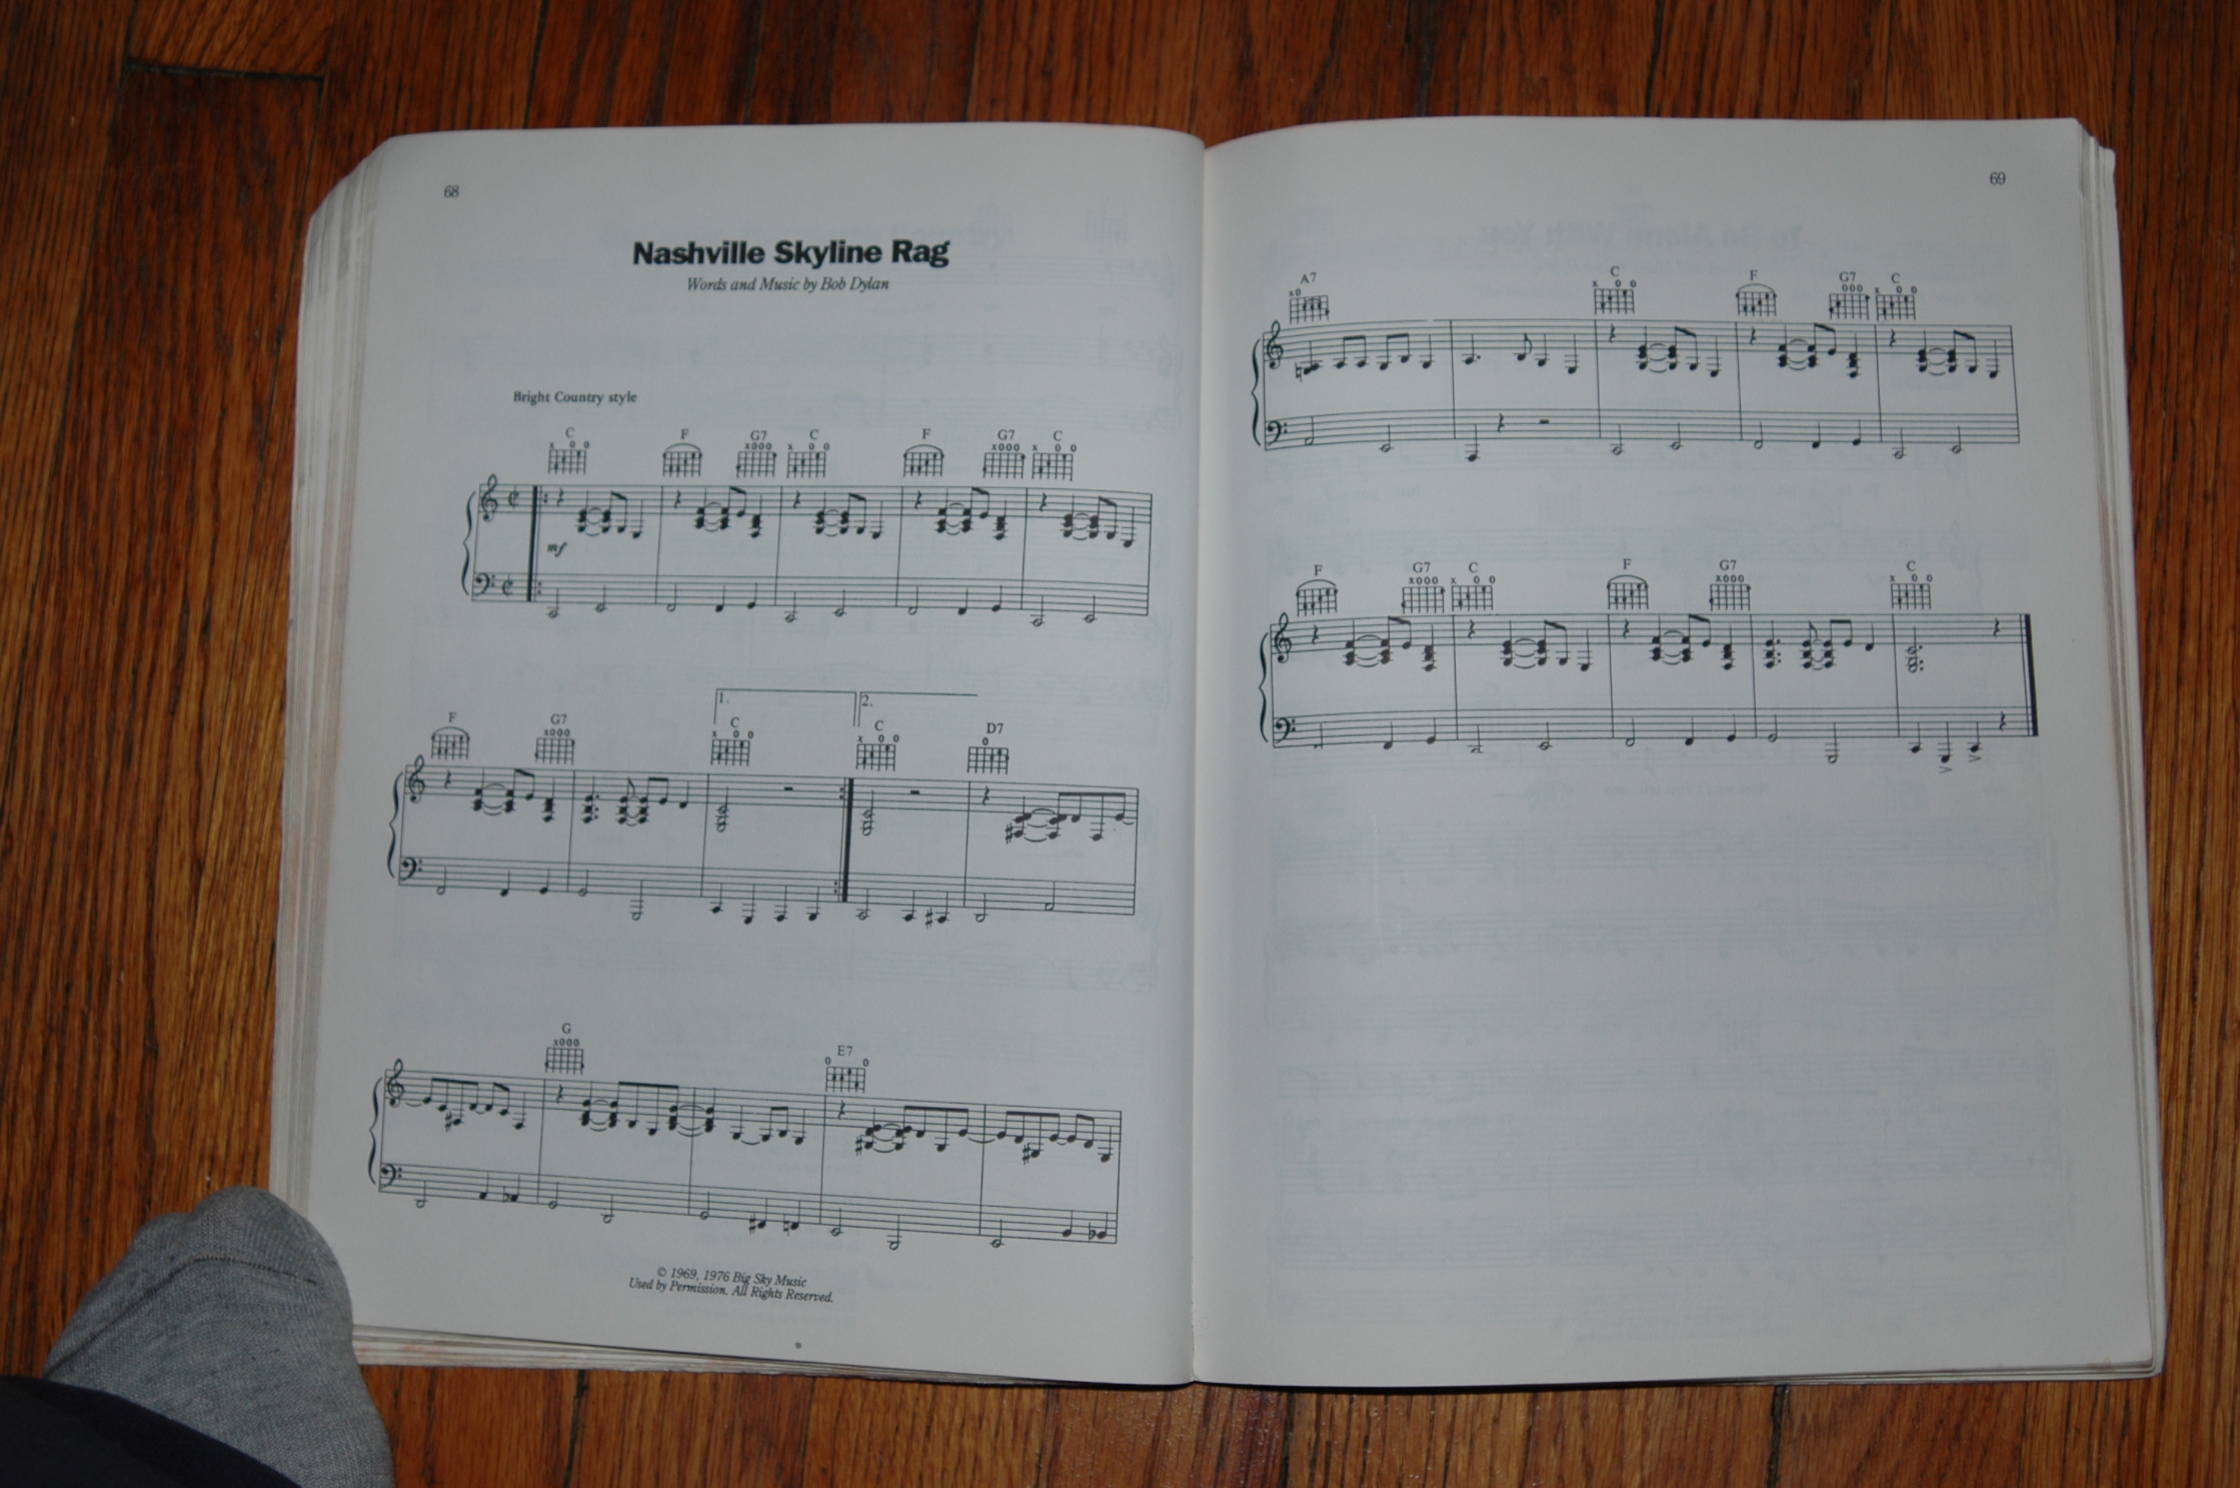 68
Nashville Skyline Rag
Words and Music by Bob Dylan
Bright Country style
C F G7 C F G7 C
mf
F G7 1. C 2. C D7
G E7
© 1969, 1976 Big Sky Music
Used by Permission. All Rights Reserved.
69
A7 C F G7 C
F G7 C F G7 C